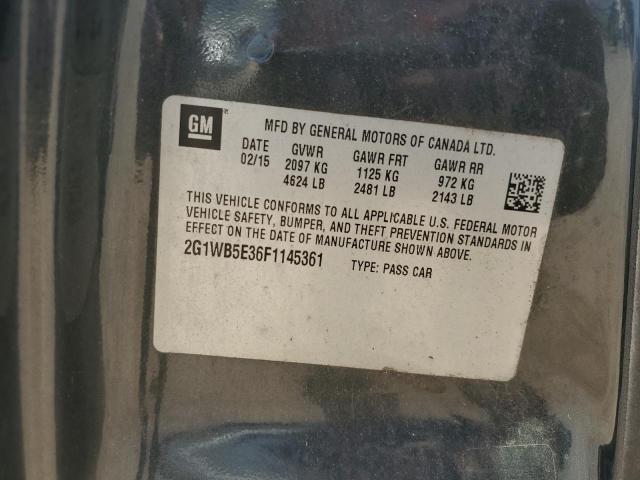 GM
MFD BY GENERAL MOTORS OF CANADA LTD.
DATE GVWR GAWR FRT GAWR RR
02/15 2097 KG 1125 KG 972 KG
4624 LB 2481 LB 2143 LB
THIS VEHICLE CONFORMS TO ALL APPLICABLE U.S. FEDERAL MOTOR
VEHICLE SAFETY, BUMPER, AND THEFT PREVENTION STANDARDS IN
EFFECT ON THE DATE OF MANUFACTURE SHOWN ABOVE.
2G1WB5E36F1145361 TYPE: PASS CAR